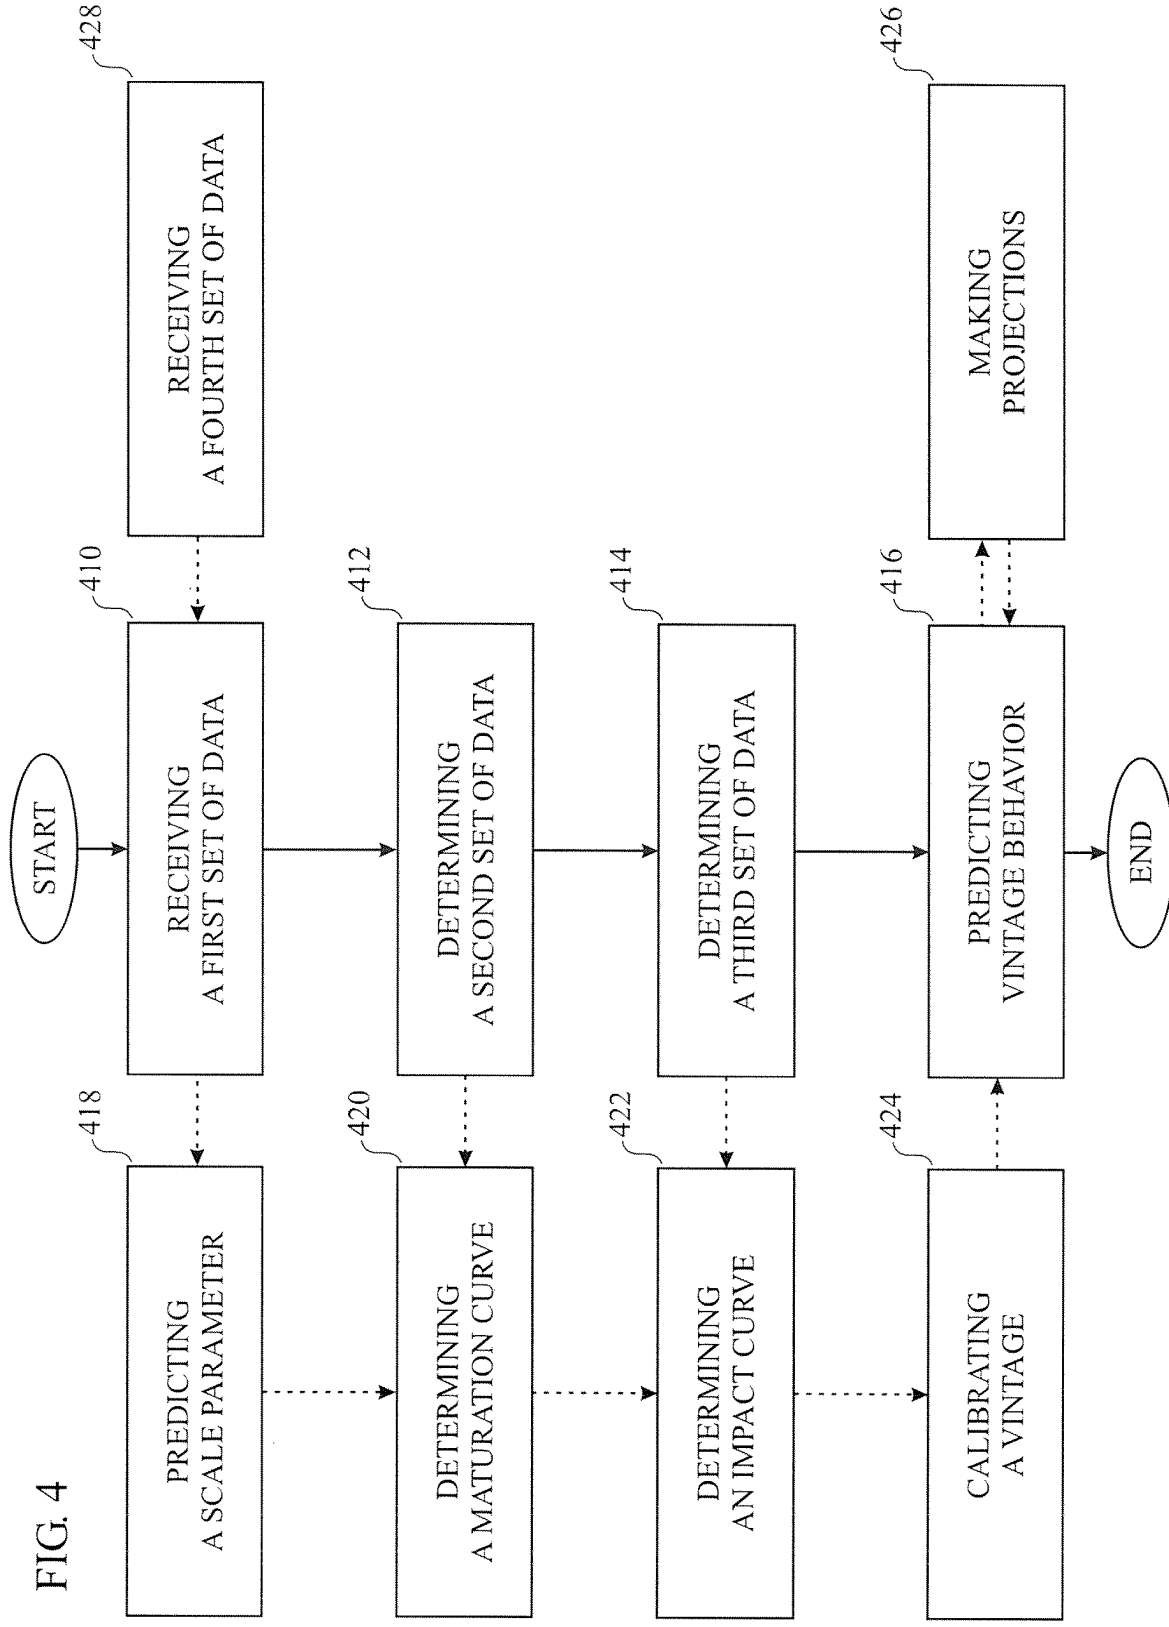 FIG. 4
START
418
PREDICTING
A SCALE PARAMETER
410
RECEIVING
A FIRST SET OF DATA
428
RECEIVING
A FOURTH SET OF DATA
420
DETERMINING
A MATURATION CURVE
412
DETERMINING
A SECOND SET OF DATA
422
DETERMINING
AN IMPACT CURVE
414
DETERMINING
A THIRD SET OF DATA
424
CALIBRATING
A VINTAGE
416
PREDICTING
VINTAGE BEHAVIOR
426
MAKING
PROJECTIONS
END